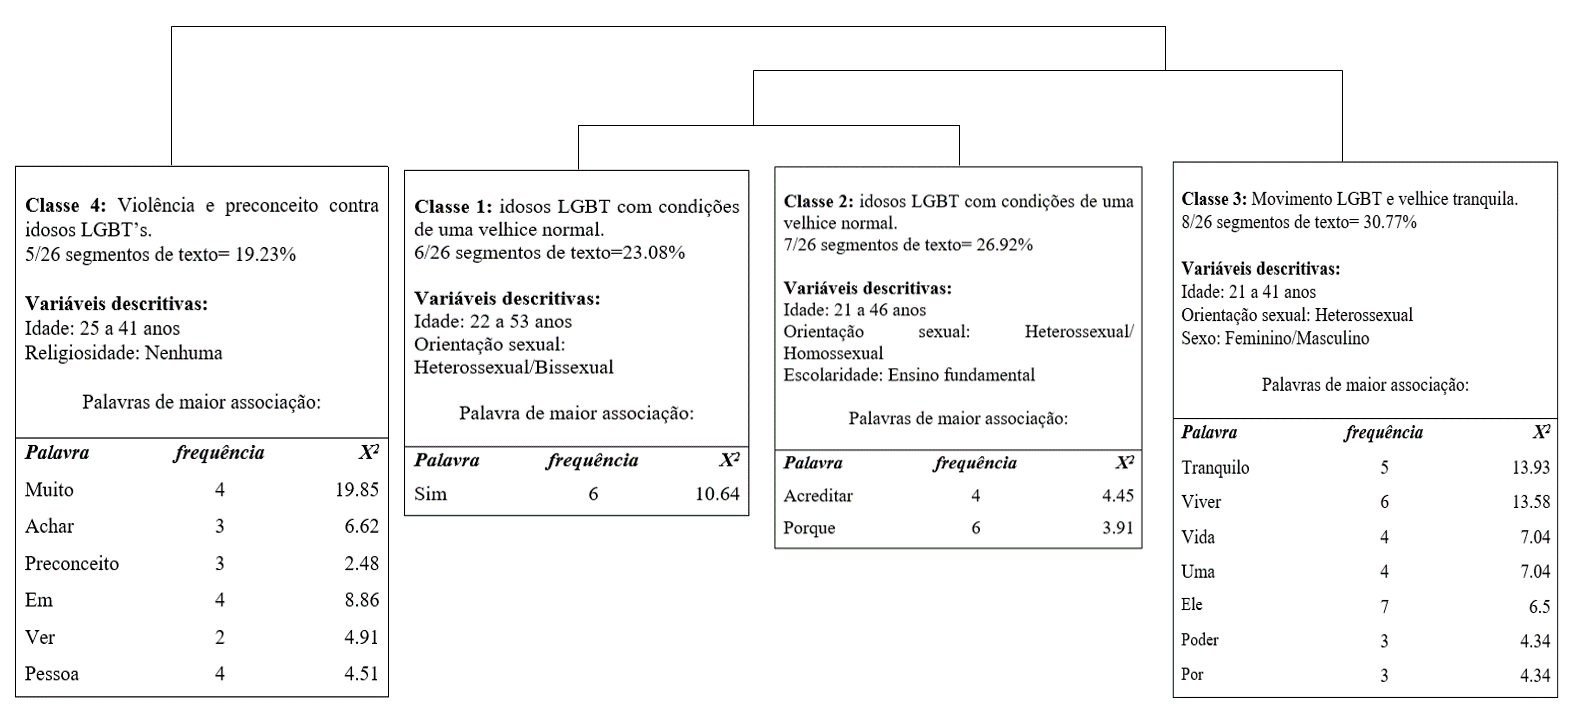 Classe 4: Violência e preconceito contra
idosos LGBT’s.
5/26 segmentos de texto= 19.23%
Variáveis descritivas:
Idade: 25 a 41 anos
Religiosidade: Nenhuma
Palavras de maior associação:
Palavra frequência X²
Muito 4 19.85
Achar 3 6.62
Preconceito 3 2.48
Em 4 8.86
Ver 2 4.91
Pessoa 4 4.51
Classe 1: idosos LGBT com condições
de uma velhice normal.
6/26 segmentos de texto=23.08%
Variáveis descritivas:
Idade: 22 a 53 anos
Orientação sexual:
Heterossexual/Bissexual
Palavra de maior associação:
Palavra frequência X²
Sim 6 10.64
Classe 2: idosos LGBT com condições de uma
velhice normal.
7/26 segmentos de texto= 26.92%
Variáveis descritivas:
Idade: 21 a 46 anos
Orientação sexual: Heterossexual/
Homossexual
Escolaridade: Ensino fundamental
Palavras de maior associação:
Palavra frequência X²
Acreditar 4 4.45
Porque 6 3.91
Classe 3: Movimento LGBT e velhice tranquila.
8/26 segmentos de texto= 30.77%
Variáveis descritivas:
Idade: 21 a 41 anos
Orientação sexual: Heterossexual
Sexo: Feminino/Masculino
Palavras de maior associação:
Palavra frequência X²
Tranquilo 5 13.93
Viver 6 13.58
Vida 4 7.04
Uma 4 7.04
Ele 7 6.5
Poder 3 4.34
Por 3 4.34